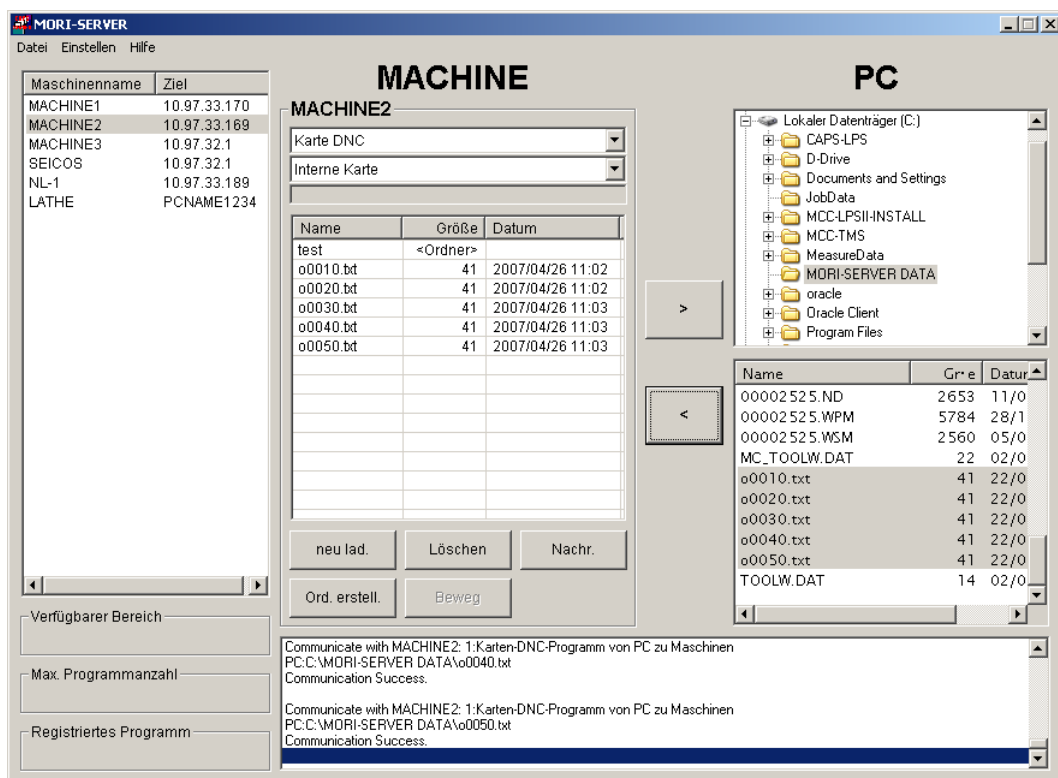 MORI-SERVER
Datei Einstellen Hilfe
Maschinenname Ziel
MACHINE1 10.97.33.170
MACHINE2 10.97.33.169
MACHINE3 10.97.32.1
SEICOS 10.97.32.1
NL-1 10.97.33.189
LATHE PCNAME1234
Verfügbarer Bereich
Max. Programmanzahl
Registriertes Programm
MACHINE
MACHINE2
Karte DNC
Interne Karte
Name Größe Datum
test <Ordner>
o0010.txt 41 2007/04/26 11:02
o0020.txt 41 2007/04/26 11:02
o0030.txt 41 2007/04/26 11:03
o0040.txt 41 2007/04/26 11:03
o0050.txt 41 2007/04/26 11:03
neu lad. Löschen Nachr.
Ord. erstell. Beweg
>
<
PC
Lokaler Datenträger (C:)
CAPS-LPS
D-Drive
Documents and Settings
JobData
MCC-LPSII-INSTALL
MCC-TMS
MeasureData
MORI-SERVER DATA
oracle
Oracle Client
Program Files
Name Gr·e Datur
00002525.ND 2653 11/0
00002525.WPM 5784 28/1
00002525.WSM 2560 05/0
MC_TOOLW.DAT 22 02/0
o0010.txt 41 22/0
o0020.txt 41 22/0
o0030.txt 41 22/0
o0040.txt 41 22/0
o0050.txt 41 22/0
TOOLW.DAT 14 02/0
Communicate with MACHINE2: 1:Karten-DNC-Programm von PC zu Maschinen
PC:C:\MORI-SERVER DATA\o0040.txt
Communication Success.
Communicate with MACHINE2: 1:Karten-DNC-Programm von PC zu Maschinen
PC:C:\MORI-SERVER DATA\o0050.txt
Communication Success.